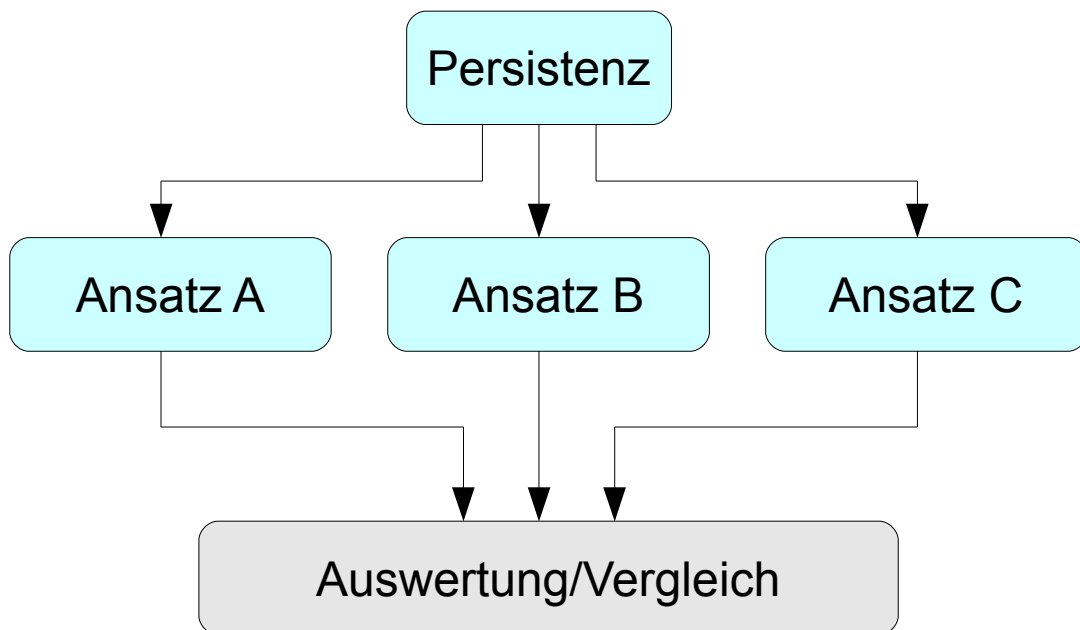 Persistenz
Ansatz A
Ansatz B
Ansatz C
Auswertung/Vergleich